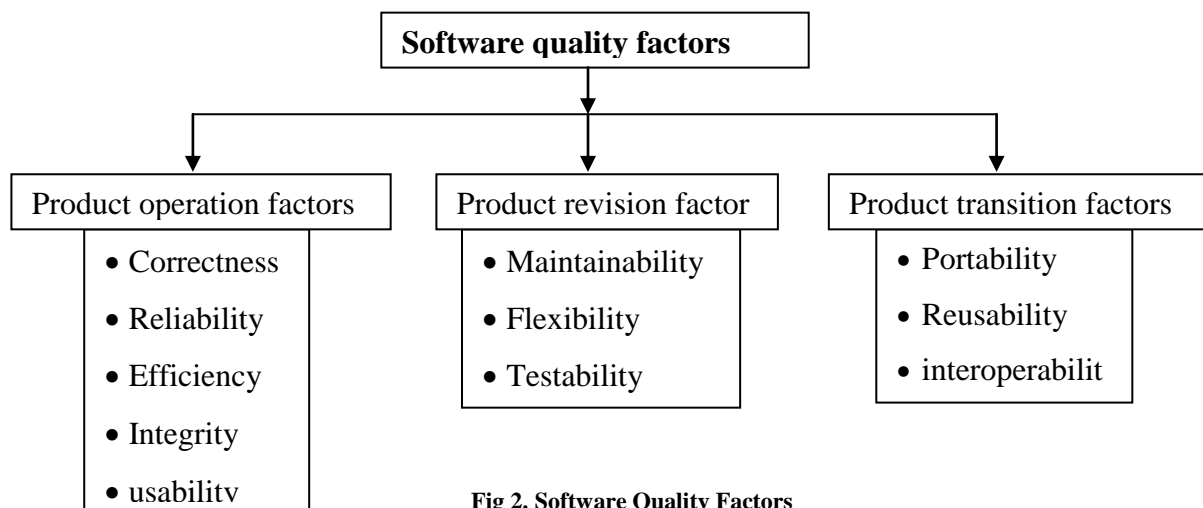 Software quality factors
Product operation factors
• Correctness
• Reliability
• Efficiency
• Integrity
• usability
Product revision factor
• Maintainability
• Flexibility
• Testability
Product transition factors
• Portability
• Reusability
• interoperabilit
Fig 2. Software Quality Factors